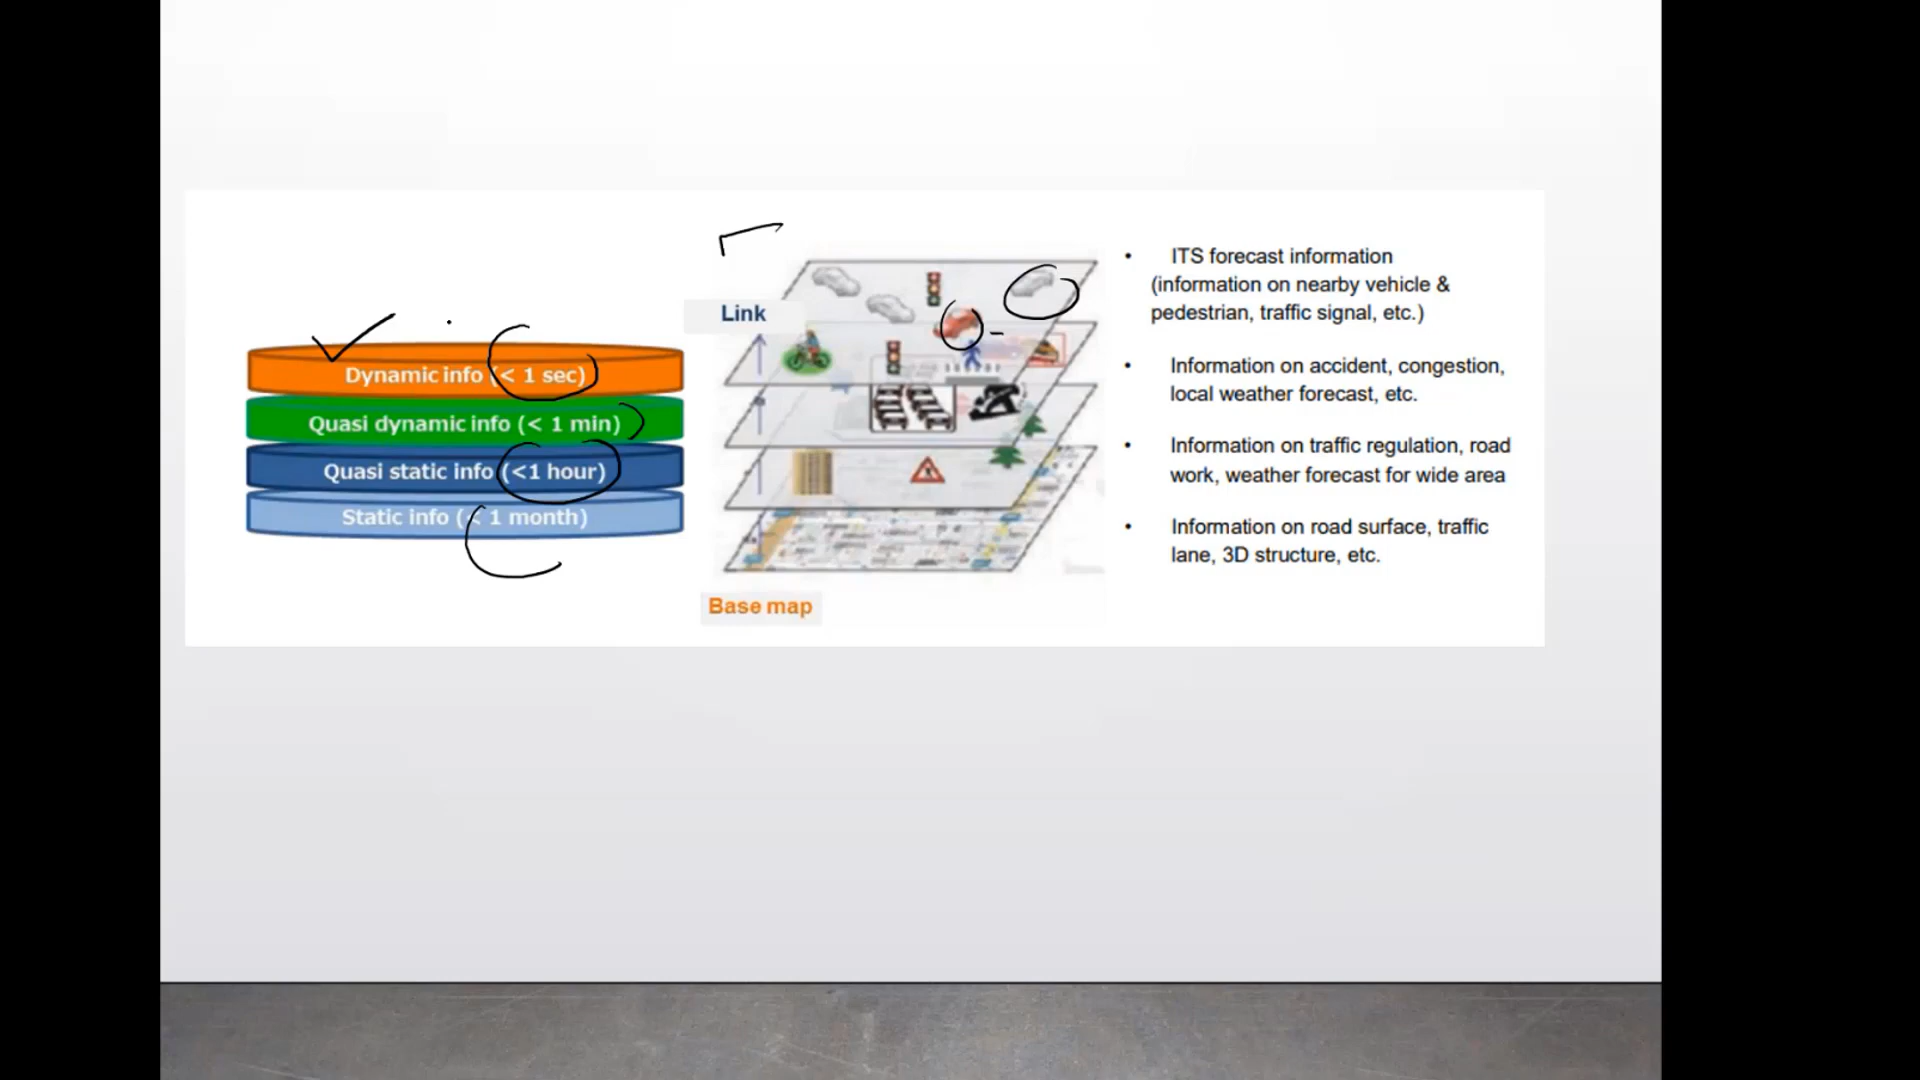 Dynamic info (< 1 sec)
Quasi dynamic info (< 1 min)
Quasi static info (<1 hour)
Static info (< 1 month)
Link
Base map
• ITS forecast information
(information on nearby vehicle &
pedestrian, traffic signal, etc.)
• Information on accident, congestion,
local weather forecast, etc.
• Information on traffic regulation, road
work, weather forecast for wide area
• Information on road surface, traffic
lane, 3D structure, etc.